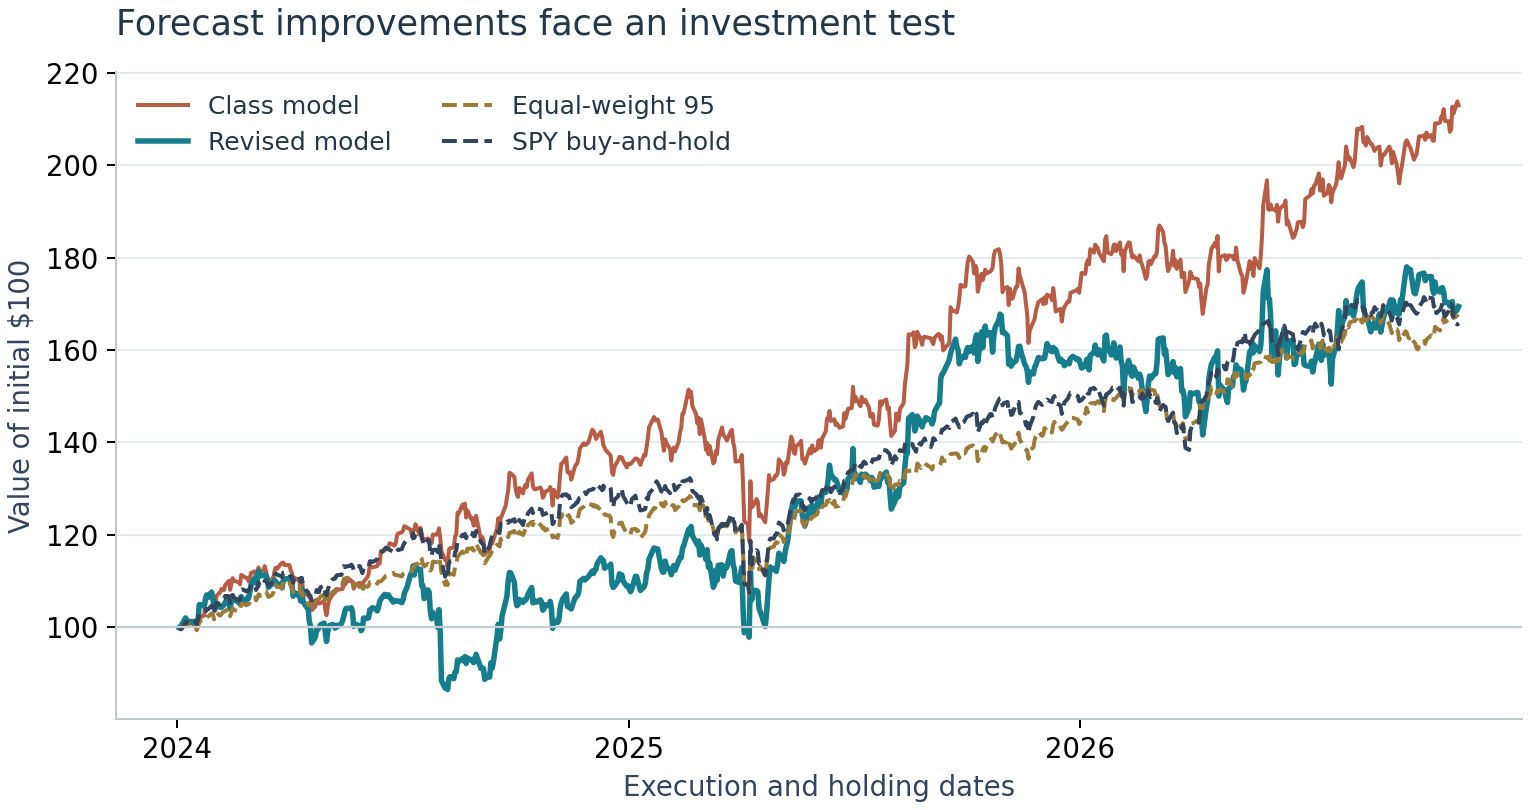 Forecast improvements face an investment test
Class model
Revised model
Equal-weight 95
SPY buy-and-hold
220
200
180
160
140
120
100
Value of initial $100
2024
2025
2026
Execution and holding dates